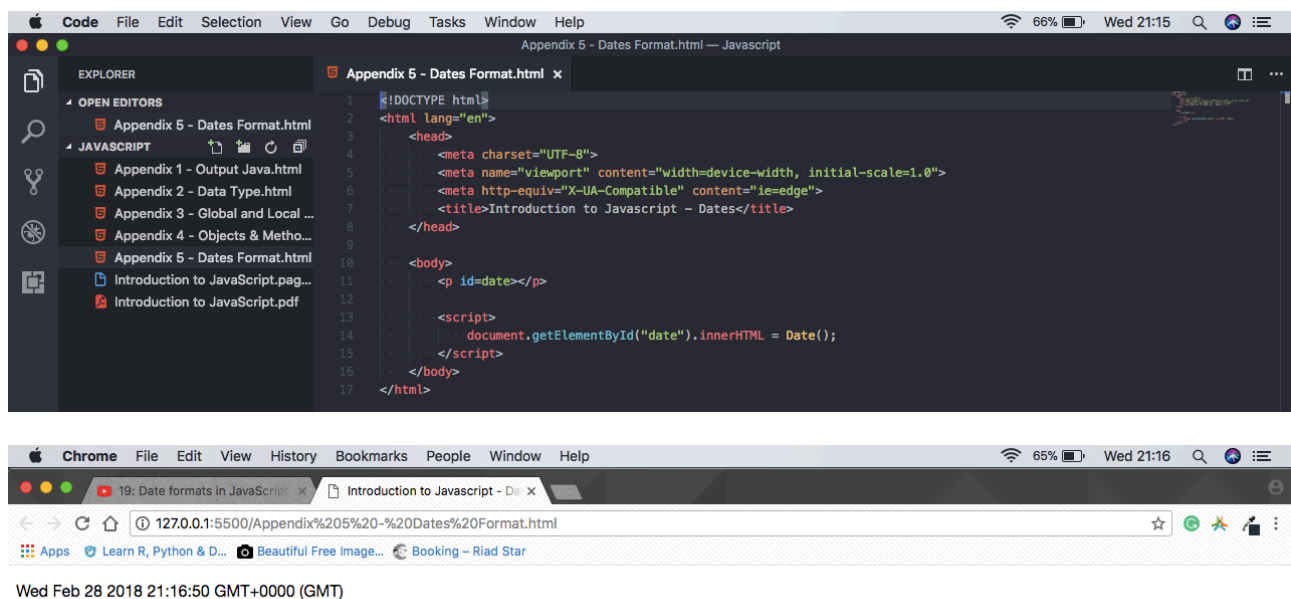 Code File Edit Selection View Go Debug Tasks Window Help 66% Wed 21:15
Appendix 5 - Dates Format.html — Javascript
EXPLORER
Appendix 5 - Dates Format.html ×
OPEN EDITORS
Appendix 5 - Dates Format.html
JAVASCRIPT
Appendix 1 - Output Java.html
Appendix 2 - Data Type.html
Appendix 3 - Global and Local ...
Appendix 4 - Objects & Metho...
Appendix 5 - Dates Format.html
Introduction to JavaScript.pag...
Introduction to JavaScript.pdf
1 <!DOCTYPE html>
2 <html lang="en">
3 <head>
4 <meta charset="UTF-8">
5 <meta name="viewport" content="width=device-width, initial-scale=1.0">
6 <meta http-equiv="X-UA-Compatible" content="ie=edge">
7 <title>Introduction to Javascript - Dates</title>
8 </head>
9
10 <body>
11 <p id=date></p>
12
13 <script>
14 document.getElementById("date").innerHTML = Date();
15 </script>
16 </body>
17 </html>
Chrome File Edit View History Bookmarks People Window Help 65% Wed 21:16
19: Date formats in JavaScript × Introduction to Javascript - Da ×
127.0.0.1:5500/Appendix%205%20-%20Dates%20Format.html
Apps Learn R, Python & D... Beautiful Free Image... Booking – Riad Star
Wed Feb 28 2018 21:16:50 GMT+0000 (GMT)